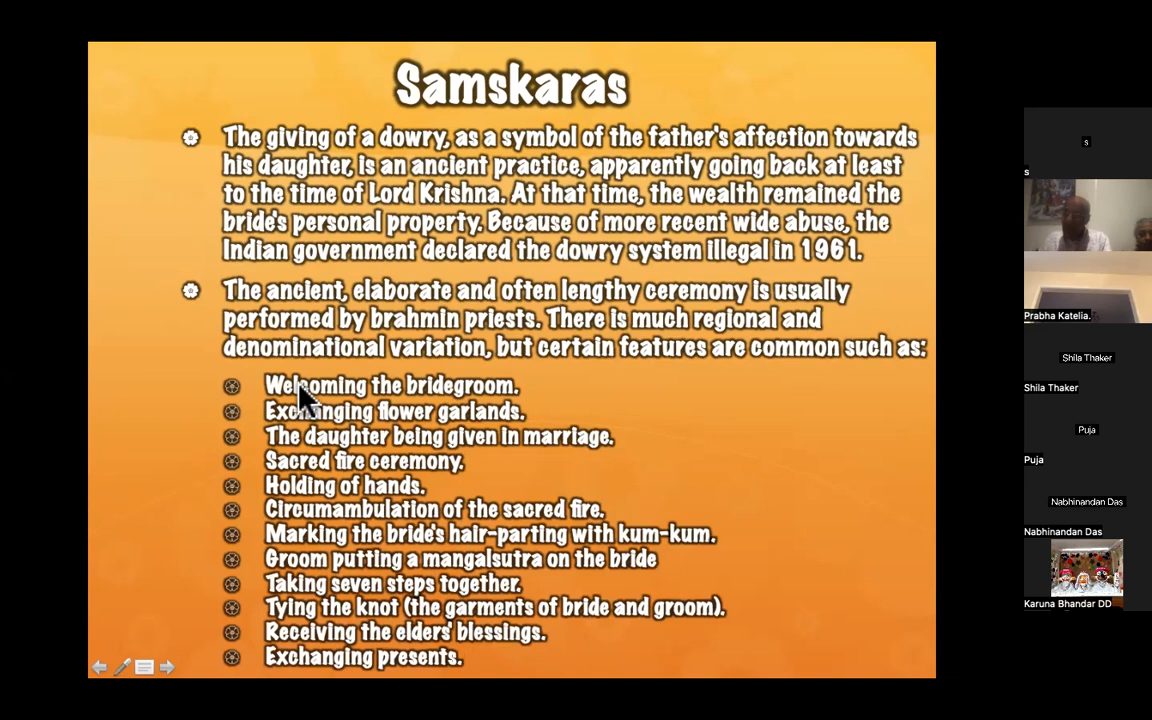 Samskaras
The giving of a dowry, as a symbol of the father's affection towards
his daughter, is an ancient practice, apparently going back at least
to the time of Lord Krishna. At that time, the wealth remained the
bride's personal property. Because of more recent wide abuse, the
Indian government declared the dowry system illegal in 1961.
The ancient, elaborate and often lengthy ceremony is usually
performed by brahmin priests. There is much regional and
denominational variation, but certain features are common such as:
Welcoming the bridegroom.
Exchanging flower garlands.
The daughter being given in marriage.
Sacred fire ceremony.
Holding of hands.
Circumambulation of the sacred fire.
Marking the bride's hair-parting with kum-kum.
Groom putting a mangalsutra on the bride
Taking seven steps together.
Tying the knot (the garments of bride and groom).
Receiving the elders' blessings.
Exchanging presents.
s
s
Prabha Katelia.
Shila Thaker
Shila Thaker
Puja
Puja
Nabhinandan Das
Nabhinandan Das
Karuna Bhandar DD